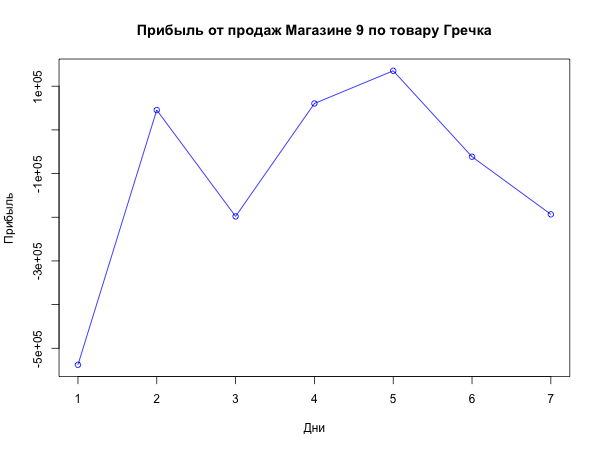 Прибыль от продаж Магазине 9 по товару Гречка
Прибыль
1e+05
-1e+05
-3e+05
-5e+05
1 2 3 4 5 6 7
Дни